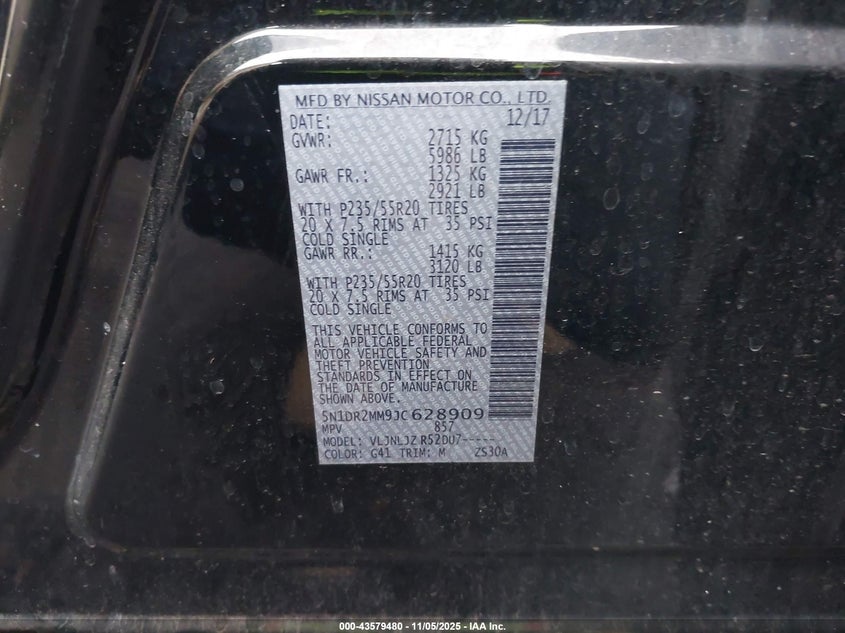 MFD BY NISSAN MOTOR CO., LTD.
DATE: 12/17
GVWR: 2715 KG
5986 LB
GAWR FR.: 1325 KG
2921 LB
WITH P235/55R20 TIRES
20 X 7.5 RIMS AT 35 PSI
COLD SINGLE
GAWR RR.: 1415 KG
3120 LB
WITH P235/55R20 TIRES
20 X 7.5 RIMS AT 35 PSI
COLD SINGLE
THIS VEHICLE CONFORMS TO
ALL APPLICABLE FEDERAL
MOTOR VEHICLE SAFETY AND
THEFT PREVENTION
STANDARDS IN EFFECT ON
THE DATE OF MANUFACTURE
SHOWN ABOVE.
5N1DR2MM9JC628909
MPV 857
MODEL: VLJNLJZ R52DU7-----
COLOR: G41 TRIM: M ZS30A
000-43579480 - 11/05/2025 - IAA Inc.